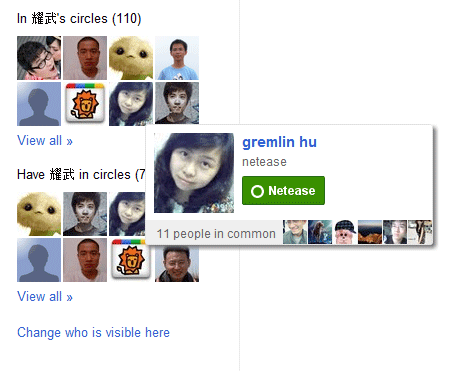 In 耀武's circles (110)
View all »
gremlin hu
netease
Netease
11 people in common
Have 耀武 in circles (7
View all »
Change who is visible here